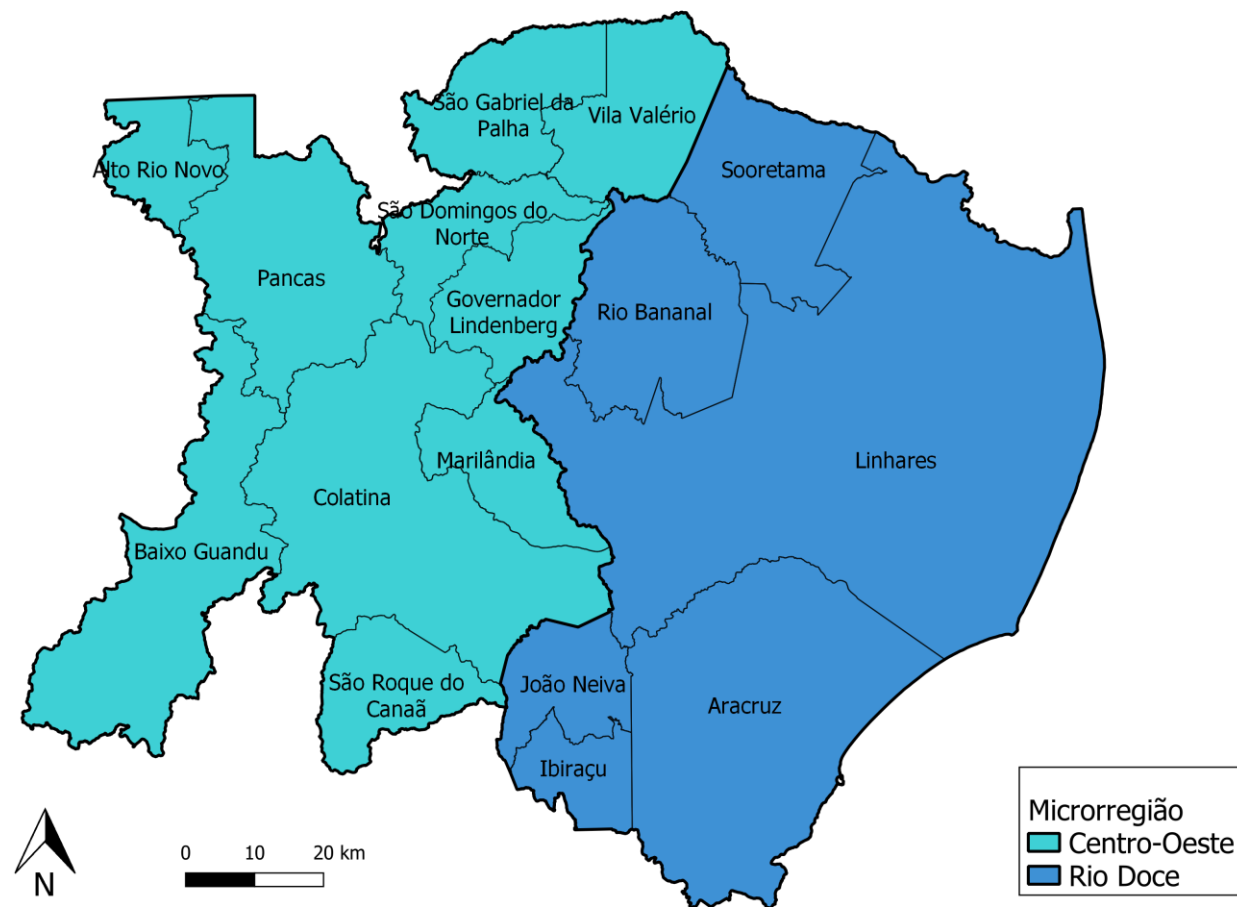 São Gabriel da
Palha
Vila Valério
Alto Rio Novo
Sooretama
São Domingos do
Norte
Pancas
Governador
Lindenberg
Rio Bananal
Marilândia
Linhares
Colatina
Baixo Guandu
São Roque do
Canaã
João Neiva
Aracruz
Ibiraçu
N
0 10 20 km
Microrregião
Centro-Oeste
Rio Doce